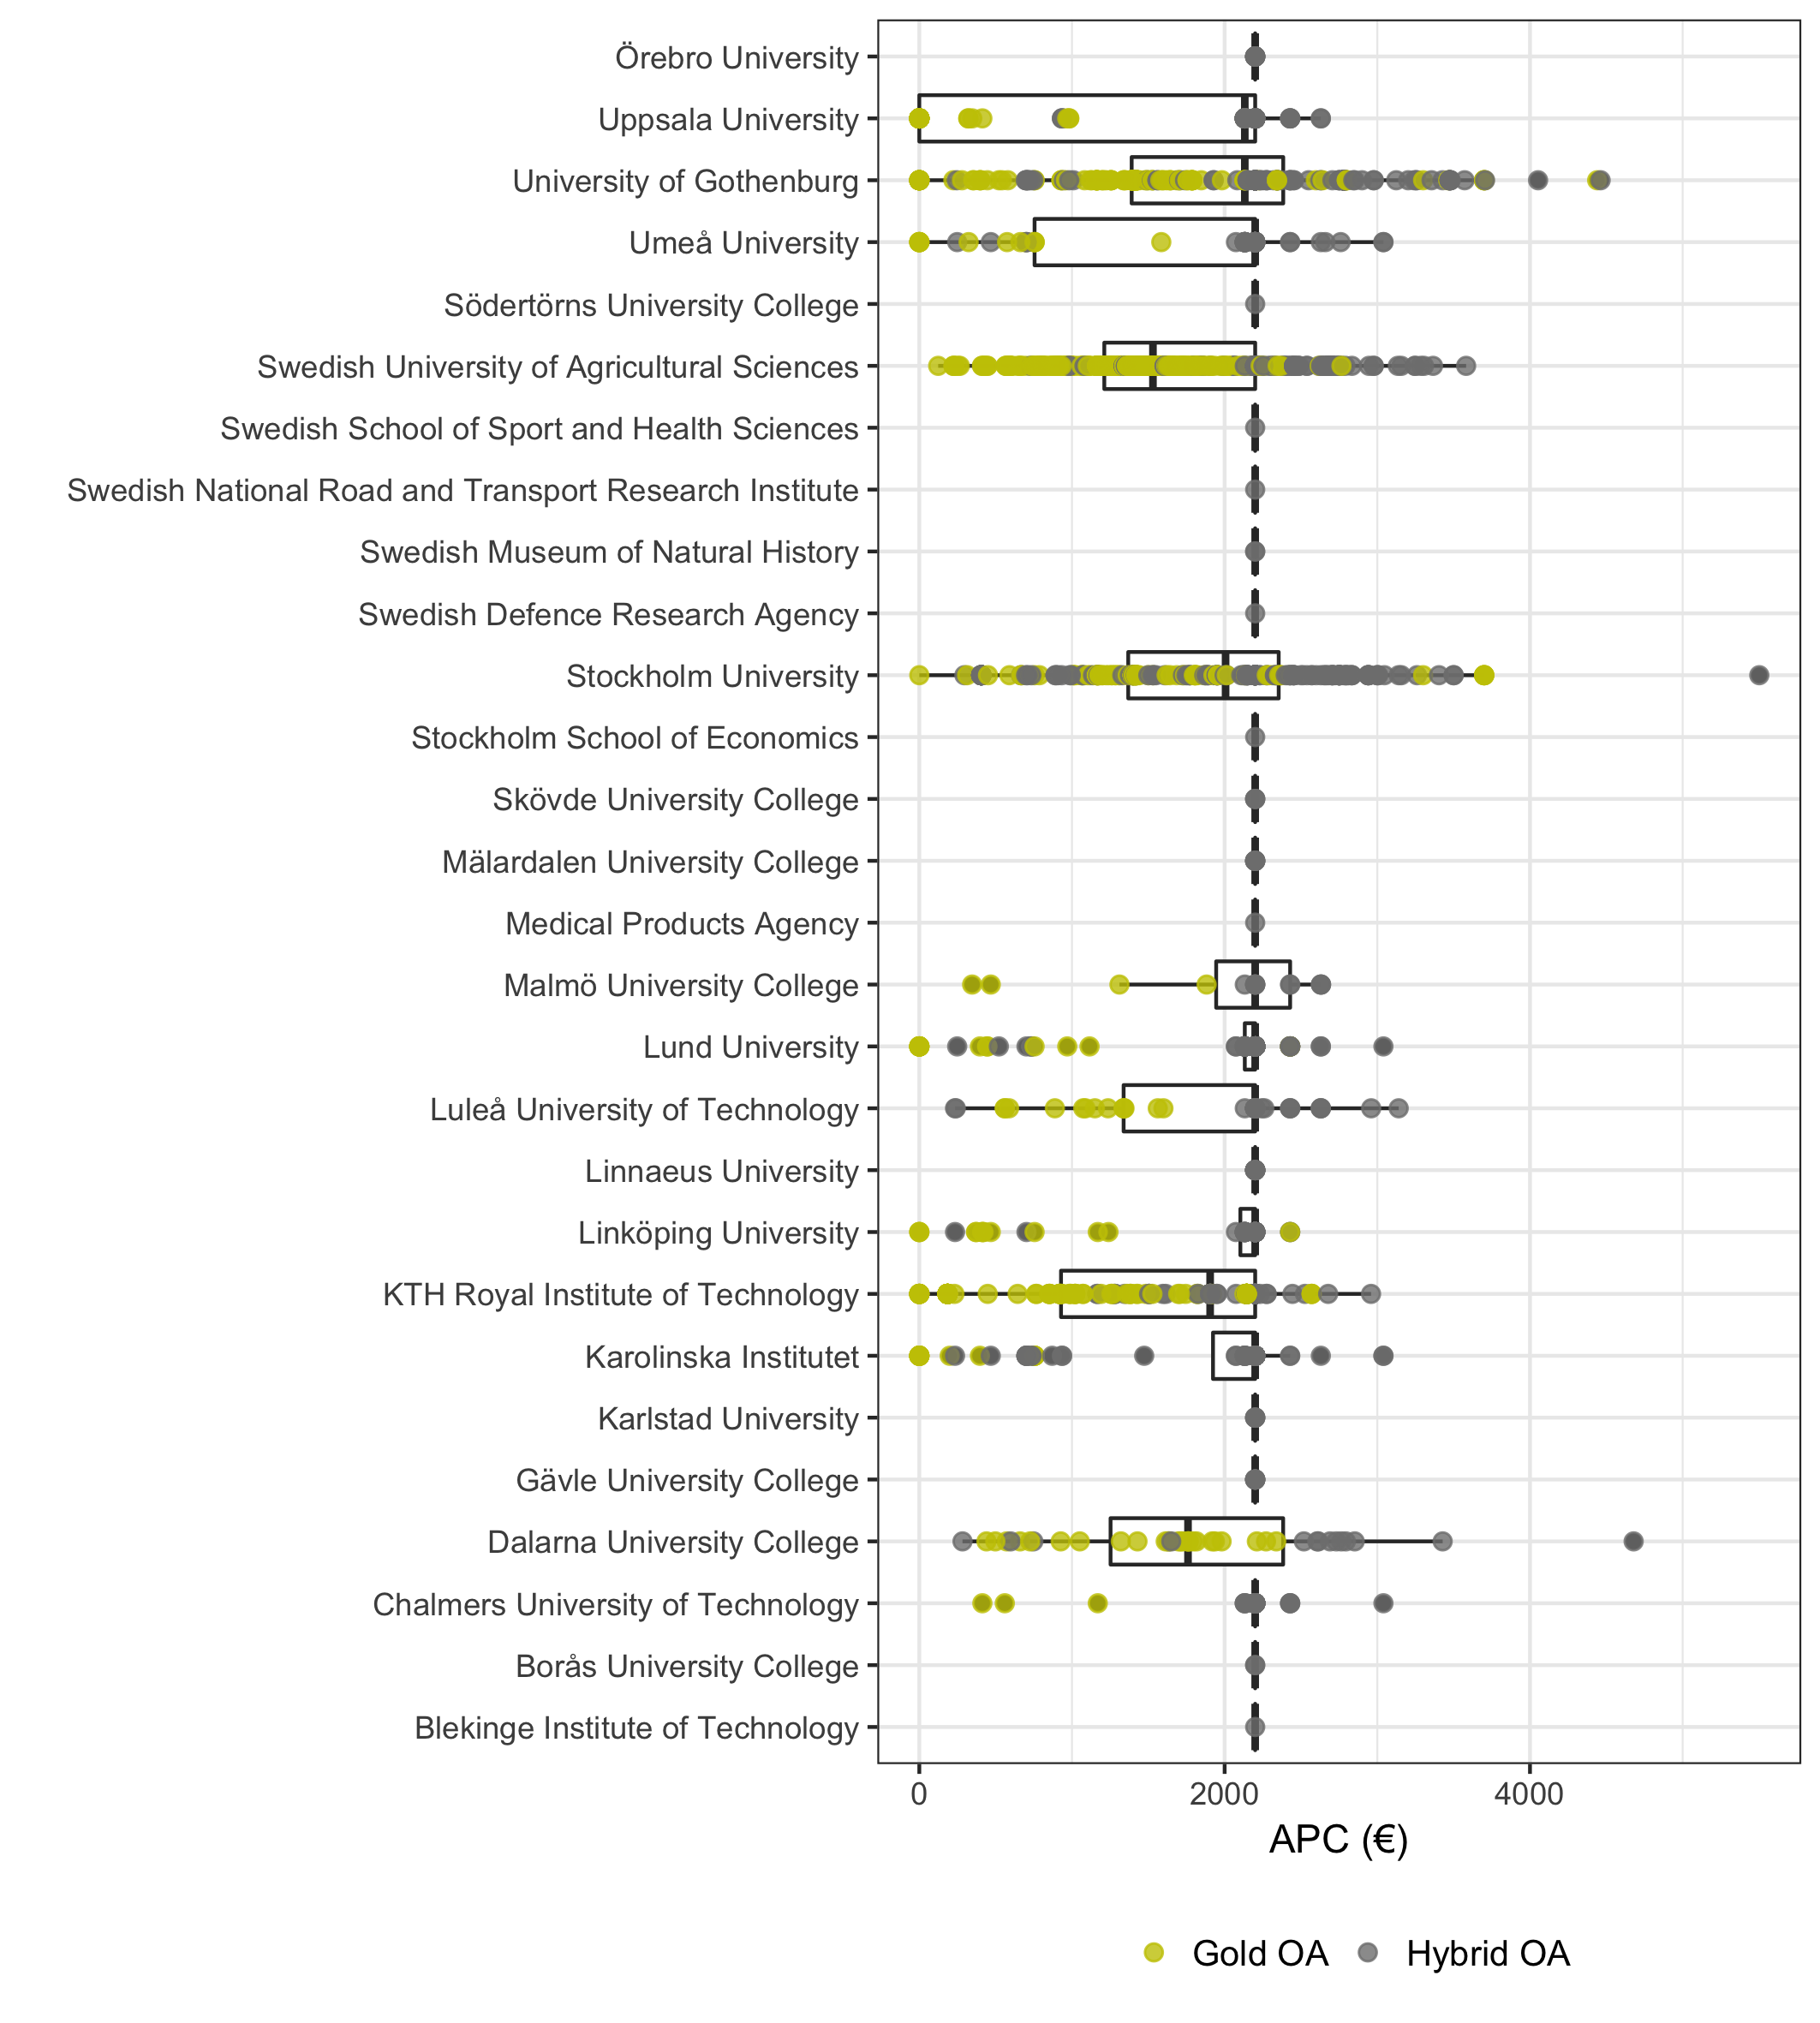 Örebro University
Uppsala University
University of Gothenburg
Umeå University
Södertörns University College
Swedish University of Agricultural Sciences
Swedish School of Sport and Health Sciences
Swedish National Road and Transport Research Institute
Swedish Museum of Natural History
Swedish Defence Research Agency
Stockholm University
Stockholm School of Economics
Skövde University College
Mälardalen University College
Medical Products Agency
Malmö University College
Lund University
Luleå University of Technology
Linnaeus University
Linköping University
KTH Royal Institute of Technology
Karolinska Institutet
Karlstad University
Gävle University College
Dalarna University College
Chalmers University of Technology
Borås University College
Blekinge Institute of Technology
0 2000 4000
APC (€)
Gold OA Hybrid OA